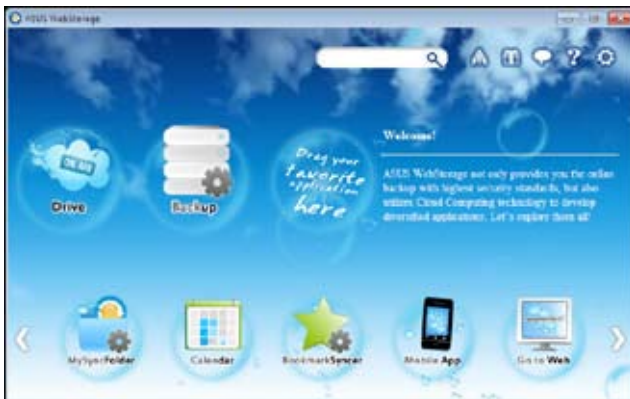 ASUS WebStorage
Welcome!
Drag your
favorite
application
here
ASUS WebStorage not only provides you the online
backup with highest security standards, but also
utilizes Cloud Computing technology to develop
diversified applications. Let's explore them all!
Drive
Backup
MySyncFolder
Calendar
BookmarkSyncer
Mobile App
Go to Web